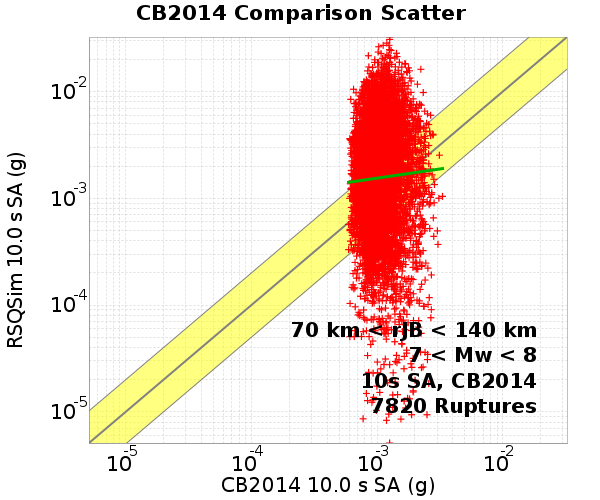 CB2014 Comparison Scatter
RSQSim 10.0 s SA (g)
10-2
10-3
10-4
10-5
70 km < rJB < 140 km
7 < Mw < 8
10s SA, CB2014
7820 Ruptures
10-5 10-4 10-3 10-2
CB2014 10.0 s SA (g)